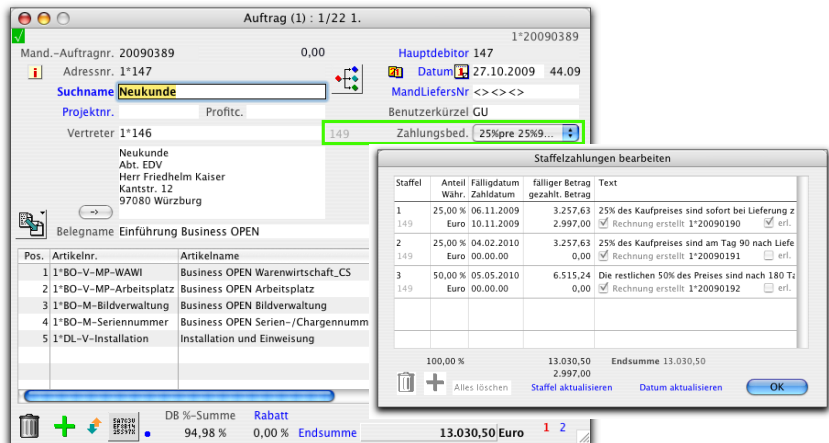 Auftrag (1) : 1/22 1.
1*20090389
Mand.-Auftragnr. 20090389 0,00 Hauptdebitor 147
Adressnr. 1*147 Datum 27.10.2009 44.09
Suchname Neukunde MandLiefersNr <><><>
Projektnr. Profitc. Benutzerkürzel GU
Vertreter 1*146 149 Zahlungsbed. 25%pre 25%9...
Neukunde
Abt. EDV
Herr Friedhelm Kaiser
Kantstr. 12
97080 Würzburg
Belegname Einführung Business OPEN
Pos. Artikelnr. Artikelname
1 1*BO-V-MP-WAWI Business OPEN Warenwirtschaft_CS
2 1*BO-V-MP-Arbeitsplatz Business OPEN Arbeitsplatz
3 1*BO-M-Bildverwaltung Business OPEN Bildverwaltung
4 1*BO-M-Seriennummer Business OPEN Serien-/Chargennumm
5 1*DL-V-Installation Installation und Einweisung
DB %-Summe Rabatt
94,98 % 0,00 % Endsumme 13.030,50 Euro 1 2
Staffelzahlungen bearbeiten
Staffel Anteil Fälligdatum fälliger Betrag Text
Währ. Zahldatum gezahlt. Betrag
1 25,00 % 06.11.2009 3.257,63 25% des Kaufpreises sind sofort bei Lieferung z
149 Euro 10.11.2009 2.997,00 Rechnung erstellt 1*20090190 erl.
2 25,00 % 04.02.2010 3.257,63 25% des Kaufpreises sind am Tag 90 nach Liefe
149 Euro 00.00.00 0,00 Rechnung erstellt 1*20090191 erl.
3 50,00 % 05.05.2010 6.515,24 Die restlichen 50% des Preises sind nach 180 Ta
149 Euro 00.00.00 0,00 Rechnung erstellt 1*20090192 erl.
100,00 % 13.030,50 Endsumme 13.030,50
2.997,00
Alles löschen Staffel aktualisieren Datum aktualisieren OK